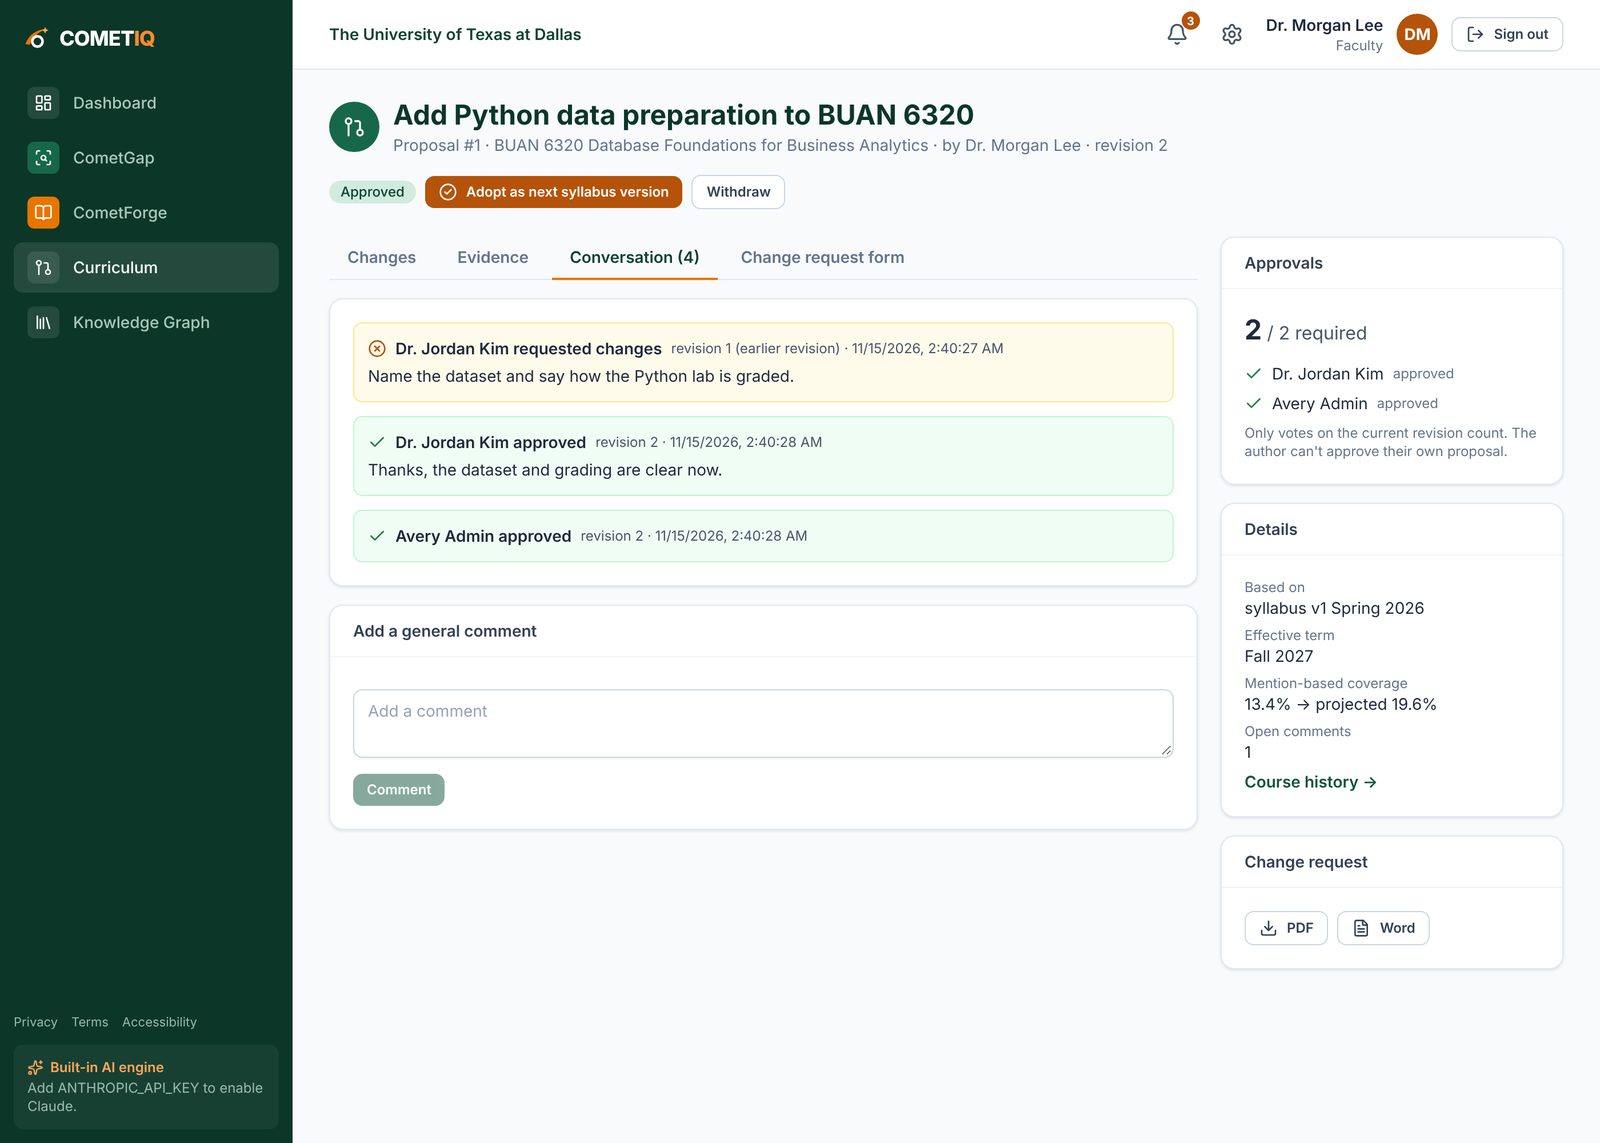 COMETIQ
Dashboard
CometGap
CometForge
Curriculum
Knowledge Graph
Privacy Terms Accessibility
Built-in AI engine
Add ANTHROPIC_API_KEY to enable
Claude.
The University of Texas at Dallas
3
Dr. Morgan Lee
Faculty
DM
Sign out
Add Python data preparation to BUAN 6320
Proposal #1 · BUAN 6320 Database Foundations for Business Analytics · by Dr. Morgan Lee · revision 2
Approved
Adopt as next syllabus version
Withdraw
Changes
Evidence
Conversation (4)
Change request form
Dr. Jordan Kim requested changes revision 1 (earlier revision) · 11/15/2026, 2:40:27 AM
Name the dataset and say how the Python lab is graded.
Dr. Jordan Kim approved revision 2 · 11/15/2026, 2:40:28 AM
Thanks, the dataset and grading are clear now.
Avery Admin approved revision 2 · 11/15/2026, 2:40:28 AM
Add a general comment
Add a comment
Comment
Approvals
2 / 2 required
Dr. Jordan Kim approved
Avery Admin approved
Only votes on the current revision count. The
author can't approve their own proposal.
Details
Based on
syllabus v1 Spring 2026
Effective term
Fall 2027
Mention-based coverage
13.4% → projected 19.6%
Open comments
1
Course history →
Change request
PDF
Word